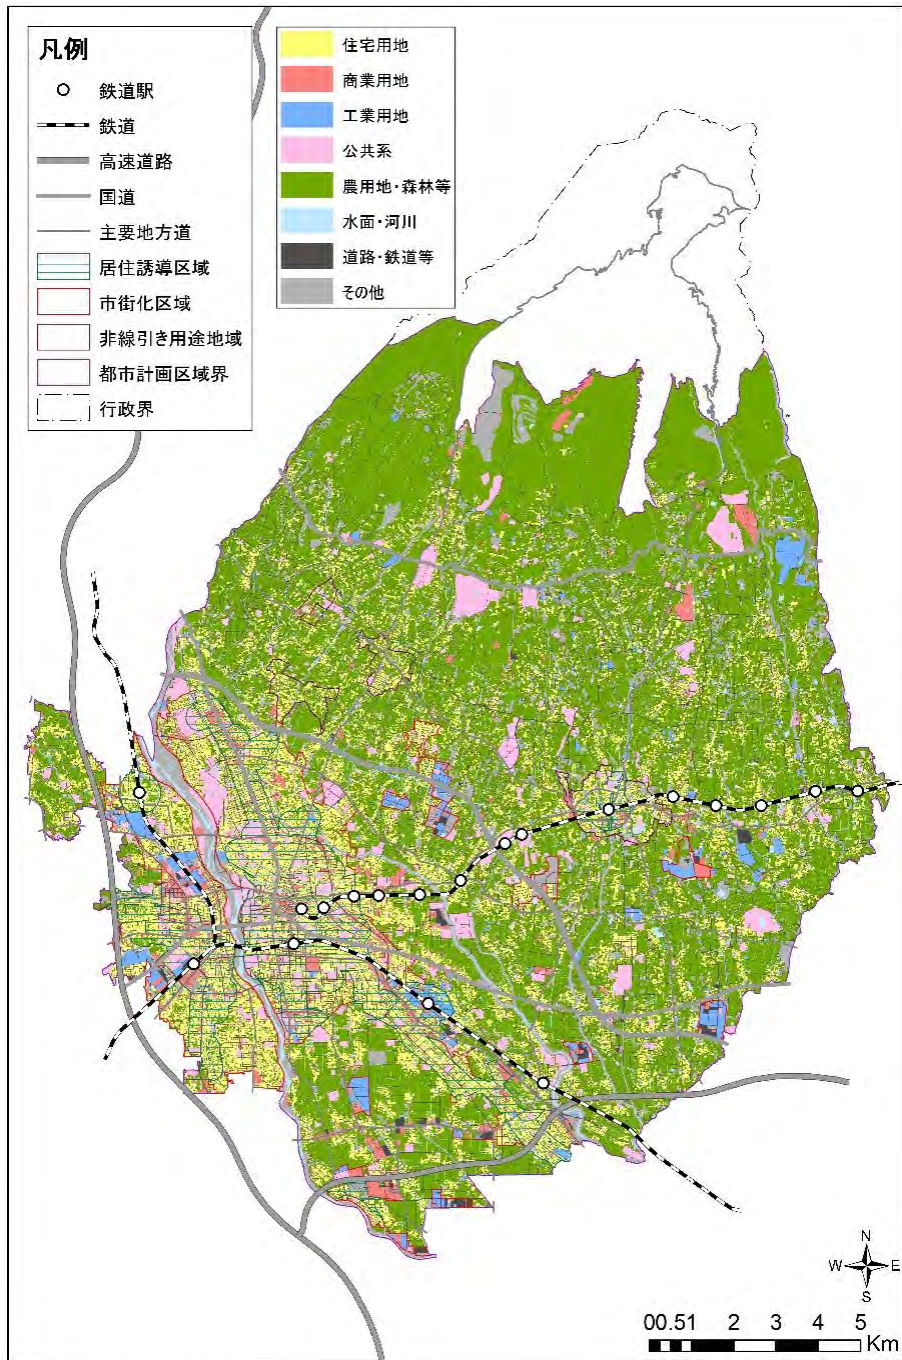 凡例
鉄道駅
鉄道
高速道路
国道
主要地方道
居住誘導区域
市街化区域
非線引き用途地域
都市計画区域界
行政界
住宅用地
商業用地
工業用地
公共系
農用地・森林等
水面・河川
道路・鉄道等
その他
N
W E
S
00.51 2 3 4 5
Km